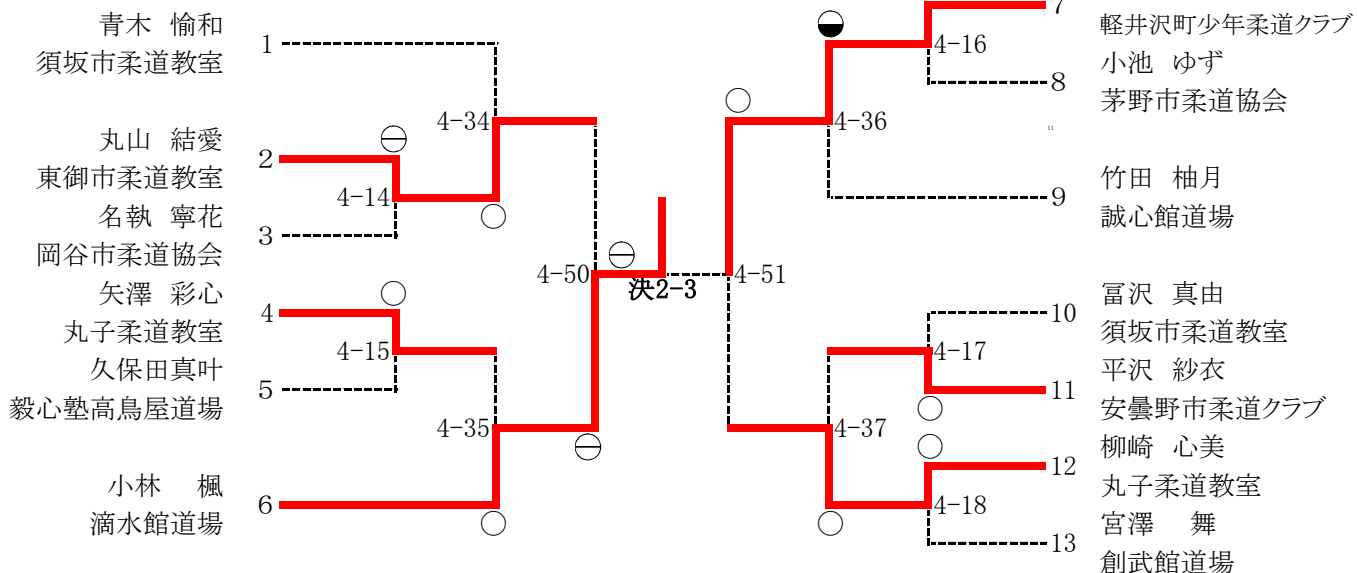 青木 愉和
須坂市柔道教室
1
丸山 結愛
東御市柔道教室
2
名執 寧花
岡谷市柔道協会
3
矢澤 彩心
丸子柔道教室
4
久保田真叶
毅心塾高鳥屋道場
5
小林 楓
滴水館道場
6
4-14
4-15
4-34
4-35
4-50
決2-3
4-51
4-36
4-37
4-16
4-17
4-18
7
軽井沢町少年柔道クラブ
8
小池 ゆず
茅野市柔道協会
9
竹田 柚月
誠心館道場
10
冨沢 真由
須坂市柔道教室
11
平沢 紗衣
安曇野市柔道クラブ
12
柳崎 心美
丸子柔道教室
13
宮澤 舞
創武館道場